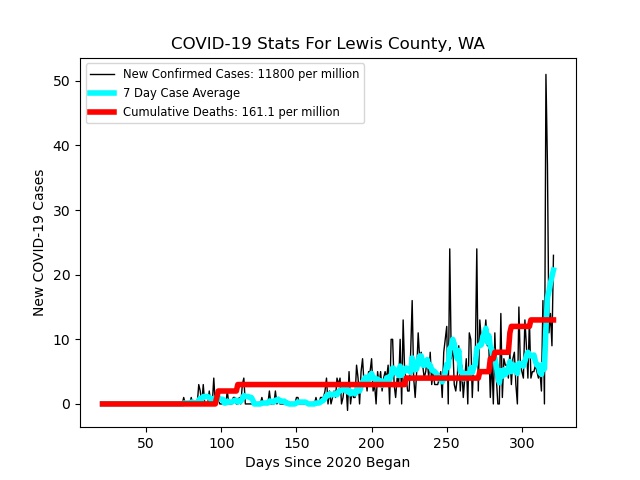 COVID-19 Stats For Lewis County, WA
New Confirmed Cases: 11800 per million
7 Day Case Average
Cumulative Deaths: 161.1 per million
New COVID-19 Cases
50
40
30
20
10
0
50 100 150 200 250 300
Days Since 2020 Began